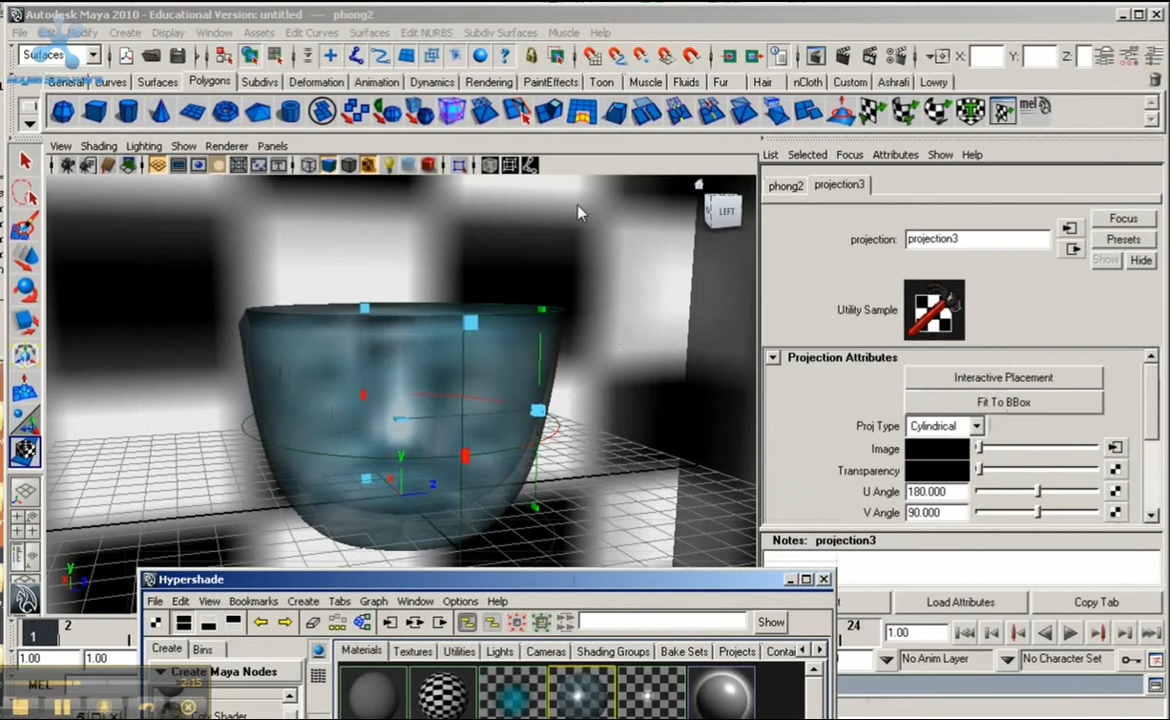 Autodesk Maya 2010 - Educational Version: untitled --- phong2
File Edit Modify Create Display Window Assets Edit Curves Surfaces Edit NURBS Subdiv Surfaces Muscle Help
Surfaces X: Y: Z:
General Curves Surfaces Polygons Subdivs Deformation Animation Dynamics Rendering PaintEffects Toon Muscle Fluids Fur Hair nCloth Custom Ashrafi Lowry
mel
View Shading Lighting Show Renderer Panels
List Selected Focus Attributes Show Help
phong2 projection3
LEFT
projection: projection3
Focus
Presets
Show Hide
Utility Sample
Projection Attributes
Interactive Placement
Fit To BBox
Proj Type Cylindrical
Image
Transparency
U Angle 180.000
V Angle 90.000
Notes: projection3
y
z
y
x
Hypershade
File Edit View Bookmarks Create Tabs Graph Window Options Help
Show
Load Attributes Copy Tab
1 2 24 1.00
Create Bins
Materials Textures Utilities Lights Cameras Shading Groups Bake Sets Projects Contai
1.00 1.00 No Anim Layer No Character Set
Create Maya Nodes
MEL 2:15